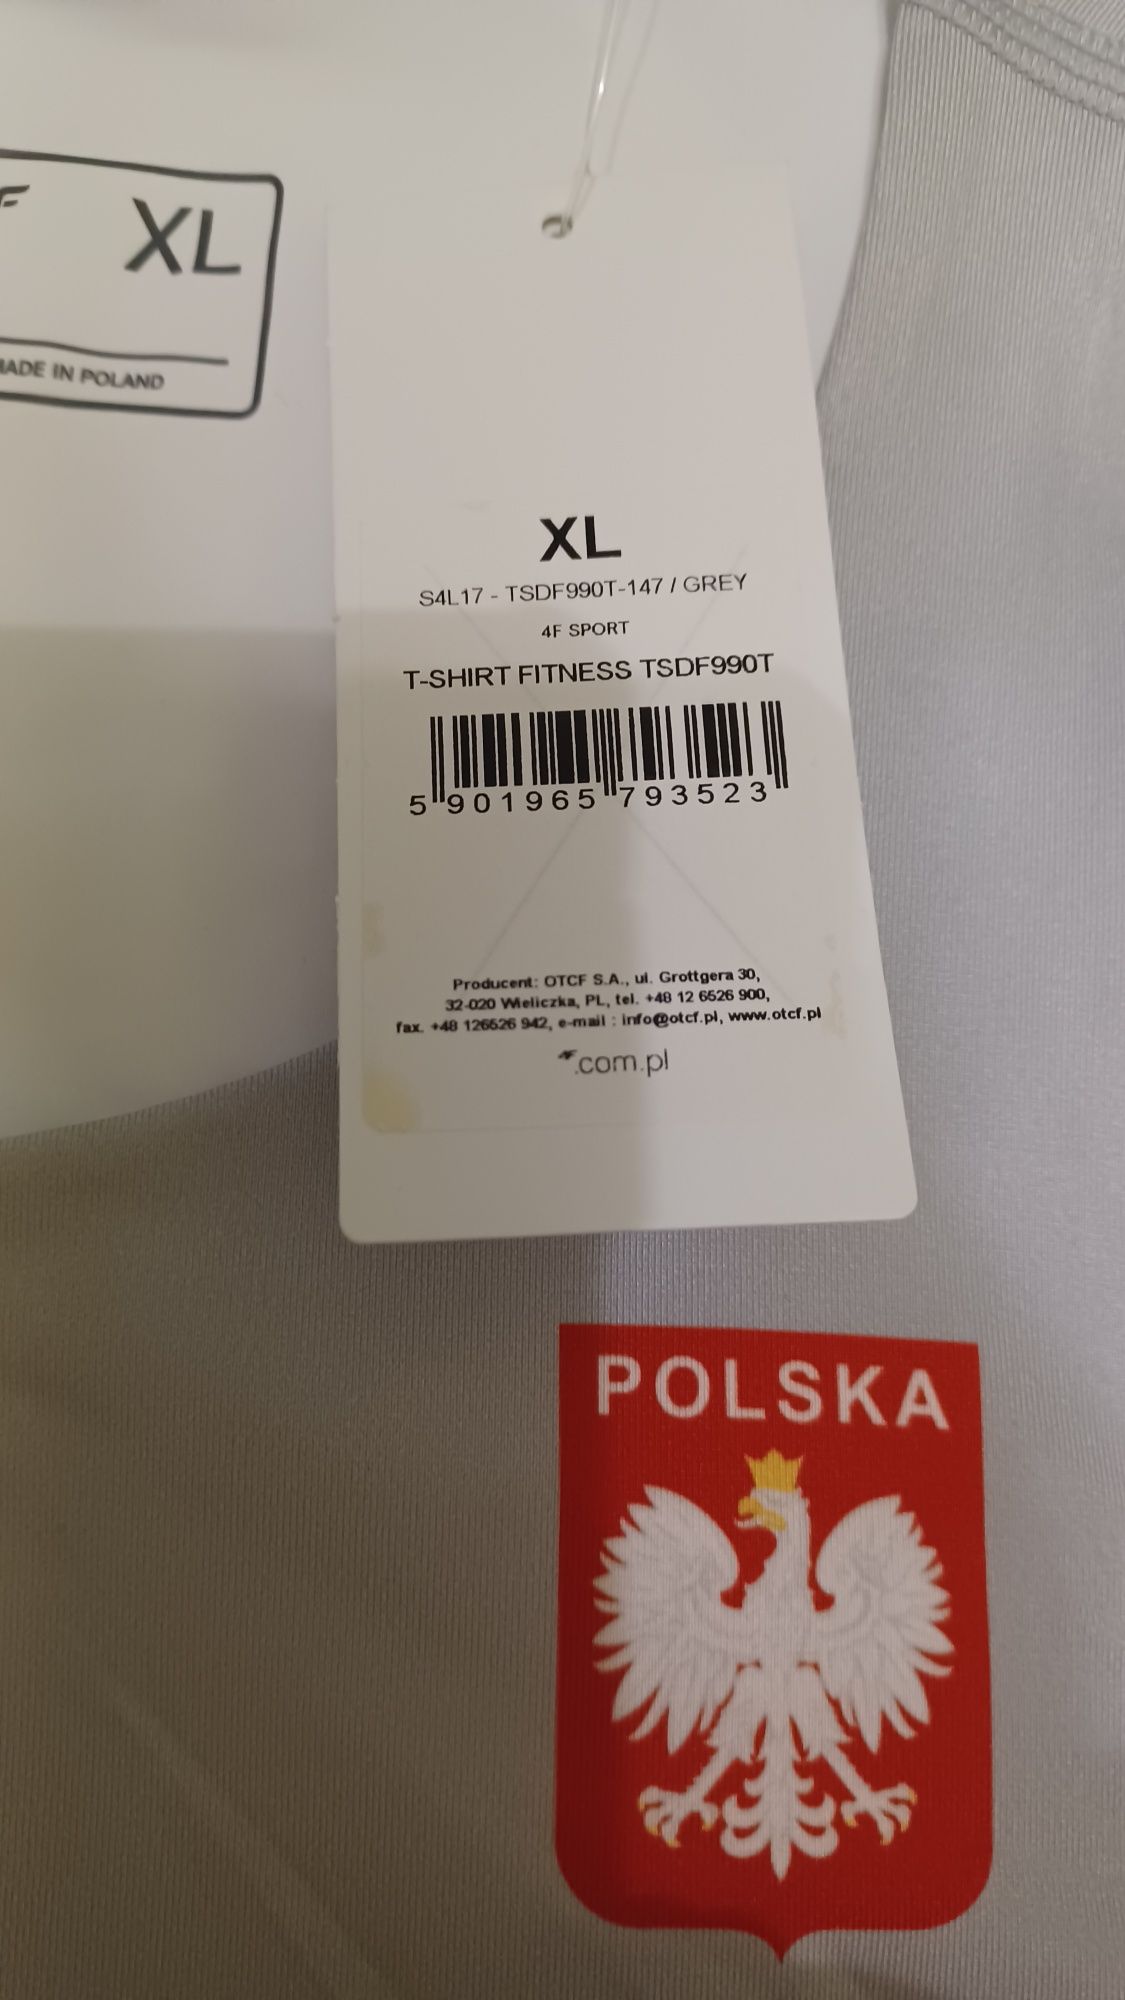 XL
MADE IN POLAND
XL
S4L17 - TSDF990T-147 / GREY
4F SPORT
T-SHIRT FITNESS TSDF990T
5 901965 793523
Producent: OTCF S.A., ul. Grottgera 30,
32-020 Wieliczka, PL, tel. +48 12 6526 900,
fax. +48 126526 942, e-mail : info@otcf.pl, www.otcf.pl
4F.com.pl
POLSKA